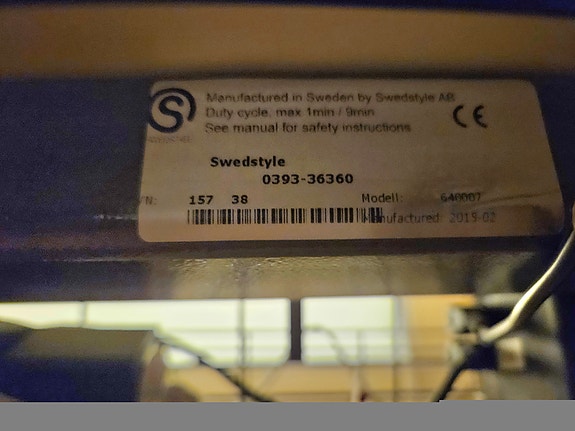 Manufactured in Sweden by Swedstyle AB
Duty cycle, max 1min / 9min
See manual for safety instructions
CE
Swedstyle
0393-36360
157 38 Modell: 640007
Manufactured: 2019-02